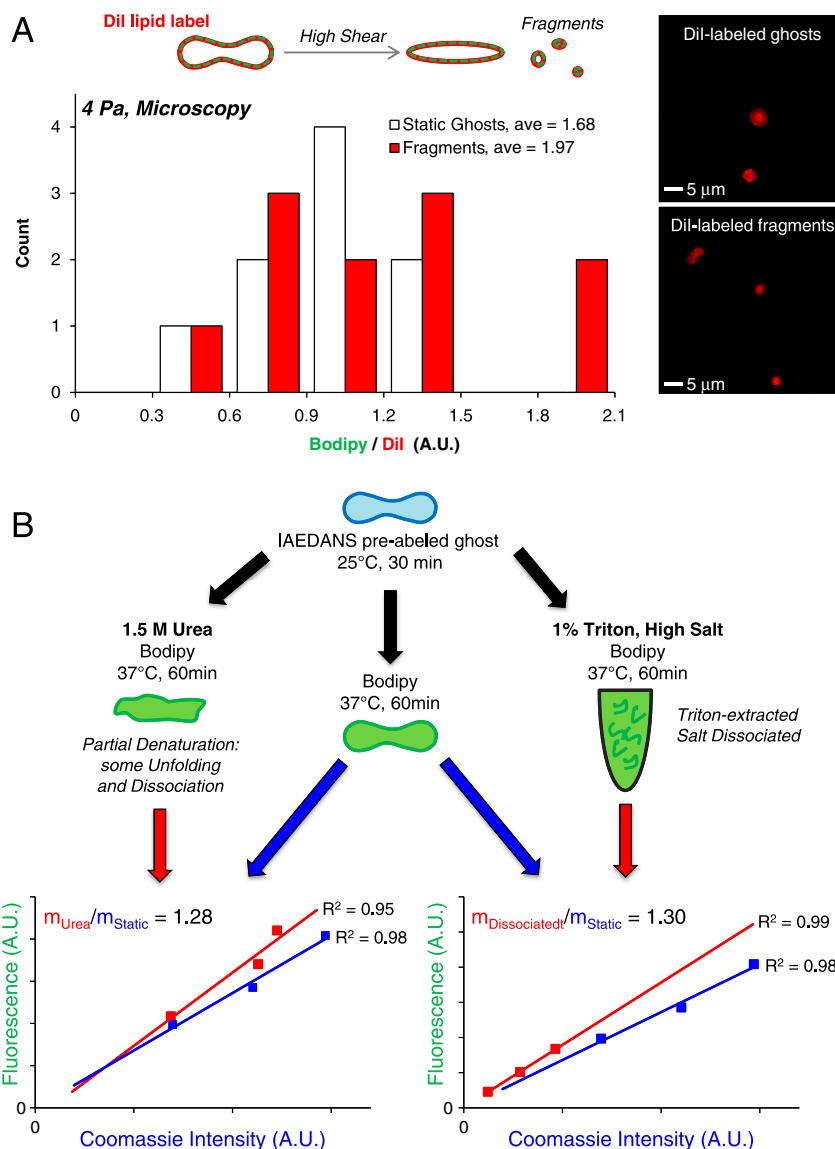 A
DiI lipid label
High Shear
Fragments
4 Pa, Microscopy
Static Ghosts, ave = 1.68
Fragments, ave = 1.97
Count
4
3
2
1
0
0 0.3 0.6 0.9 1.2 1.5 1.8 2.1
Bodipy / DiI (A.U.)
DiI-labeled ghosts
5 μm
DiI-labeled fragments
5 μm
B
IAEDANS pre-abeled ghost
25°C, 30 min
1.5 M Urea
Bodipy
37°C, 60min
Partial Denaturation:
some Unfolding
and Dissociation
Bodipy
37°C, 60min
1% Triton, High Salt
Bodipy
37°C, 60min
Triton-extracted
Salt Dissociated
Fluorescence (A.U.)
mUrea/mStatic = 1.28
R² = 0.95
R² = 0.98
0
0
Coomassie Intensity (A.U.)
Fluorescence (A.U.)
mDissociatedt/mStatic = 1.30
R² = 0.99
R² = 0.98
0
0
Coomassie Intensity (A.U.)